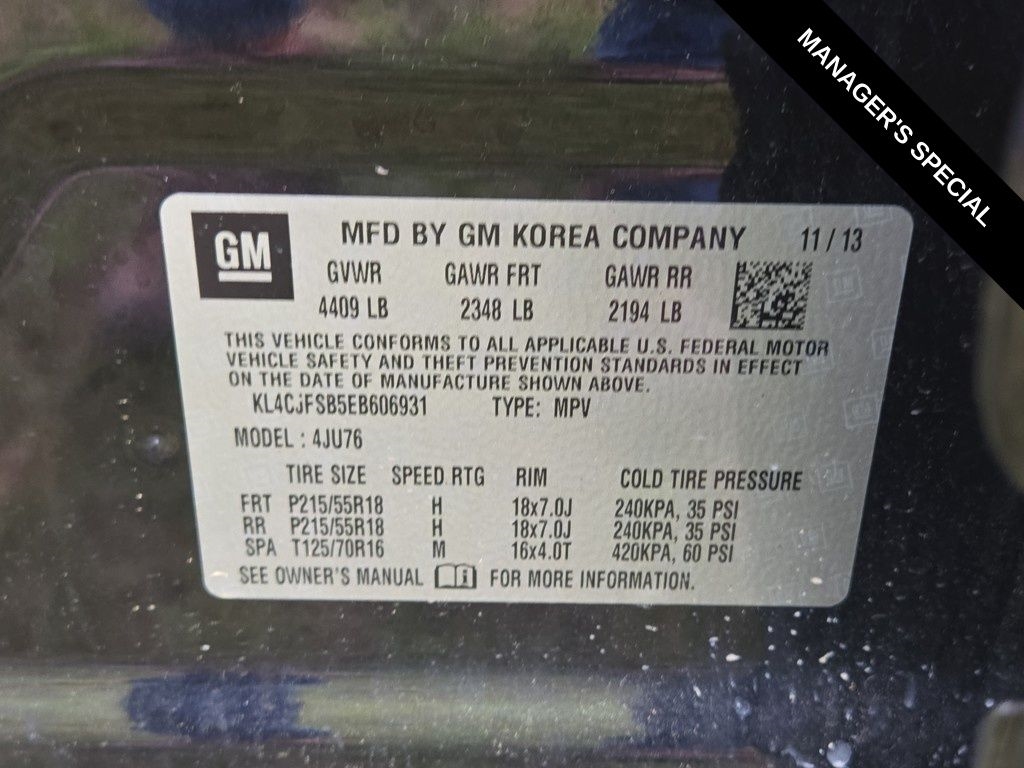 MANAGER'S SPECIAL
GM MFD BY GM KOREA COMPANY 11 / 13
GVWR GAWR FRT GAWR RR
4409 LB 2348 LB 2194 LB
THIS VEHICLE CONFORMS TO ALL APPLICABLE U.S. FEDERAL MOTOR
VEHICLE SAFETY AND THEFT PREVENTION STANDARDS IN EFFECT
ON THE DATE OF MANUFACTURE SHOWN ABOVE.
KL4CJFSB5EB606931 TYPE: MPV
MODEL : 4JU76
TIRE SIZE SPEED RTG RIM COLD TIRE PRESSURE
FRT P215/55R18 H 18x7.0J 240KPA, 35 PSI
RR P215/55R18 H 18x7.0J 240KPA, 35 PSI
SPA T125/70R16 M 16x4.0T 420KPA, 60 PSI
SEE OWNER'S MANUAL FOR MORE INFORMATION.